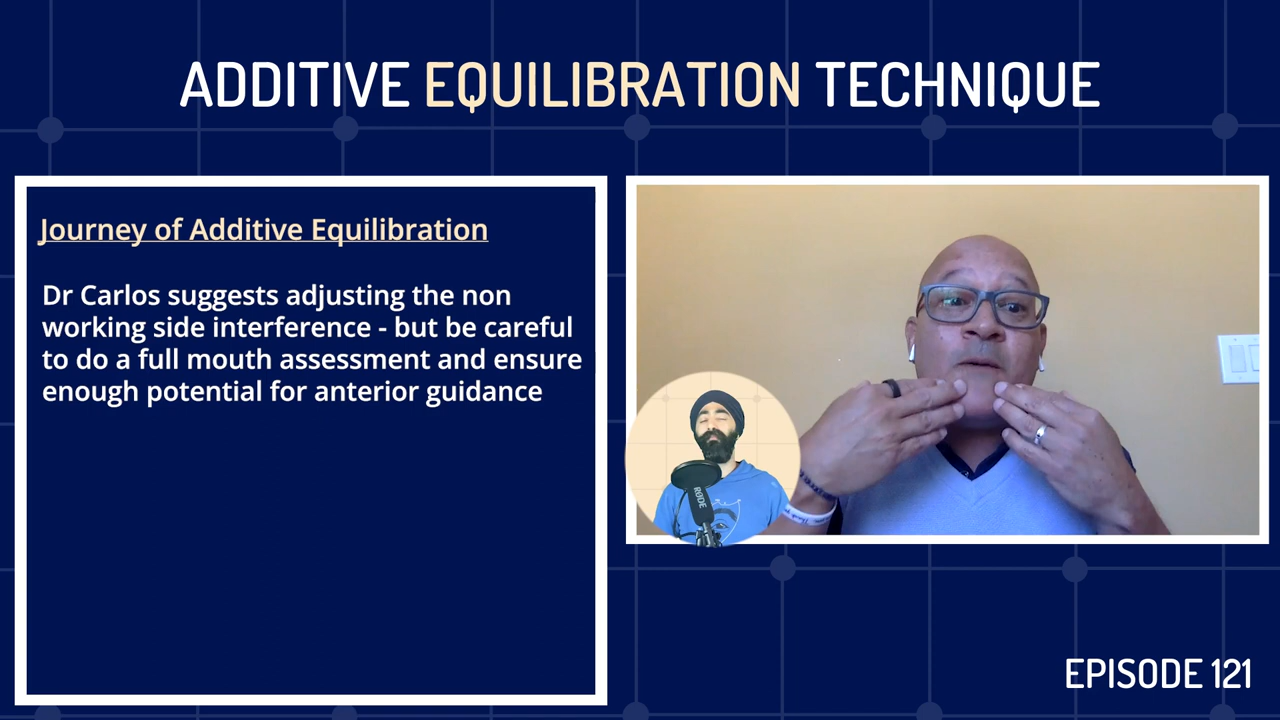 ADDITIVE EQUILIBRATION TECHNIQUE
Journey of Additive Equilibration
Dr Carlos suggests adjusting the non
working side interference - but be careful
to do a full mouth assessment and ensure
enough potential for anterior guidance
RODE
EPISODE 121